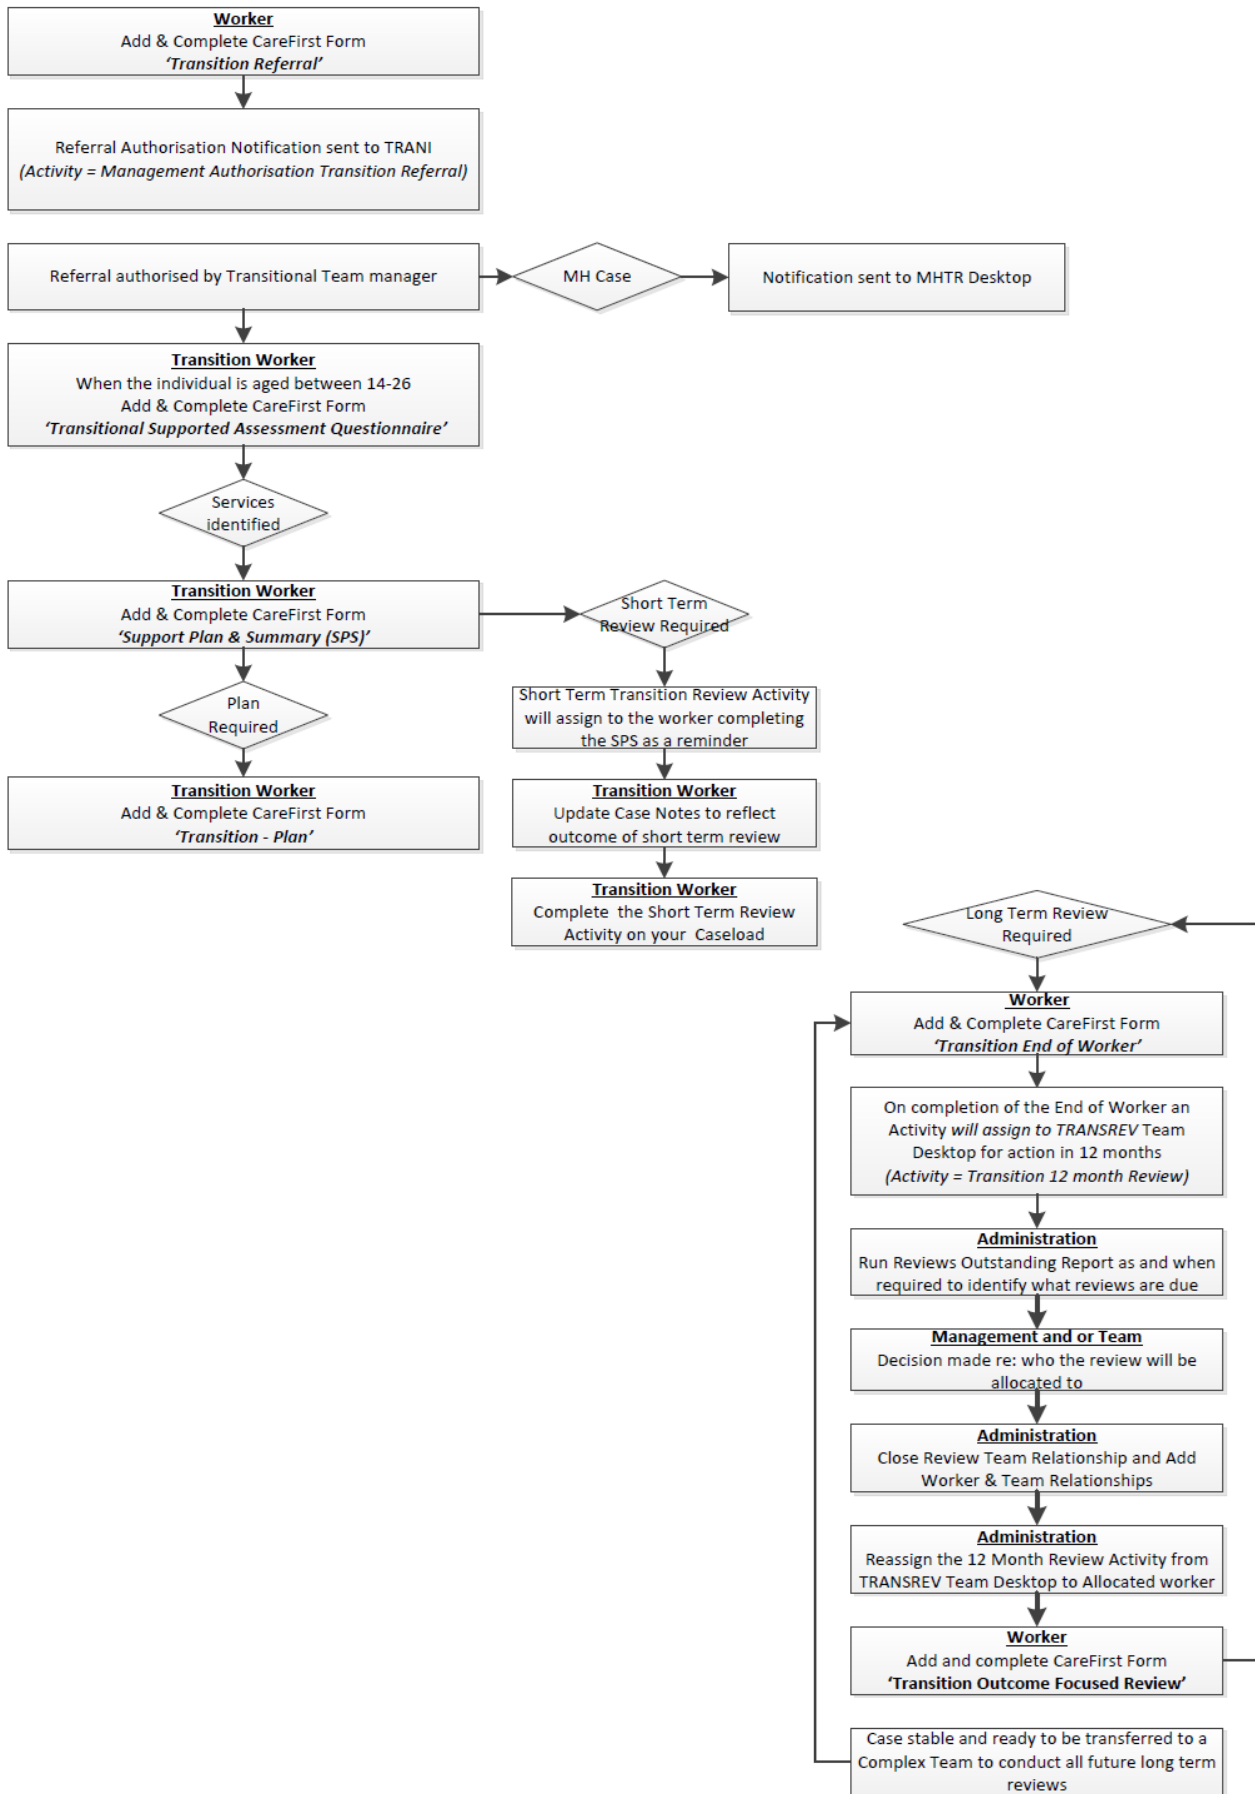 Worker
Add & Complete CareFirst Form
‘Transition Referral’
Referral Authorisation Notification sent to TRANI
(Activity = Management Authorisation Transition Referral)
Referral authorised by Transitional Team manager
MH Case
Notification sent to MHTR Desktop
Transition Worker
When the individual is aged between 14-26
Add & Complete CareFirst Form
‘Transitional Supported Assessment Questionnaire’
Services
identified
Transition Worker
Add & Complete CareFirst Form
‘Support Plan & Summary (SPS)’
Short Term
Review Required
Plan
Required
Short Term Transition Review Activity
will assign to the worker completing
the SPS as a reminder
Transition Worker
Add & Complete CareFirst Form
‘Transition - Plan’
Transition Worker
Update Case Notes to reflect
outcome of short term review
Transition Worker
Complete the Short Term Review
Activity on your Caseload
Long Term Review
Required
Worker
Add & Complete CareFirst Form
‘Transition End of Worker’
On completion of the End of Worker an
Activity will assign to TRANSREV Team
Desktop for action in 12 months
(Activity = Transition 12 month Review)
Administration
Run Reviews Outstanding Report as and when
required to identify what reviews are due
Management and or Team
Decision made re: who the review will be
allocated to
Administration
Close Review Team Relationship and Add
Worker & Team Relationships
Administration
Reassign the 12 Month Review Activity from
TRANSREV Team Desktop to Allocated worker
Worker
Add and complete CareFirst Form
‘Transition Outcome Focused Review’
Case stable and ready to be transferred to a
Complex Team to conduct all future long term
reviews